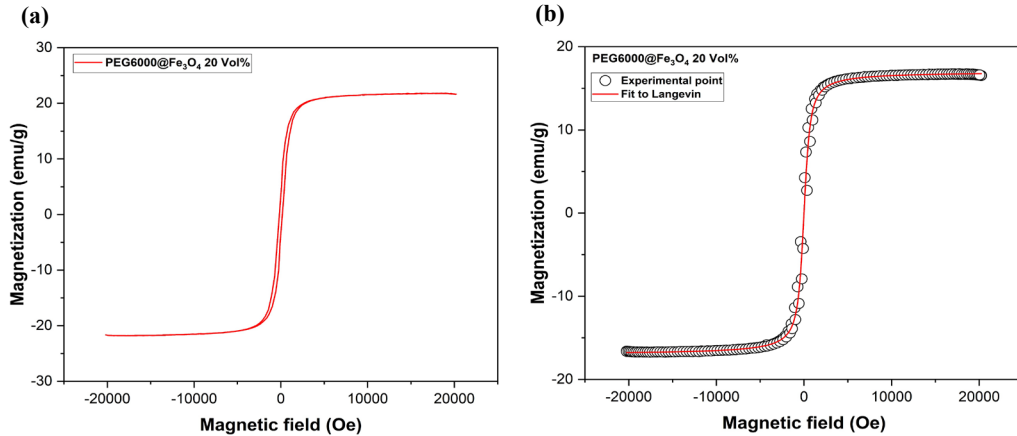 (a)
30
20
10
0
-10
-20
-30
Magnetization (emu/g)
PEG6000@Fe₃O₄ 20 Vol%
-20000 -10000 0 10000 20000
Magnetic field (Oe)
(b)
20
10
0
-10
-20
Magnetization (emu/g)
PEG6000@Fe₃O₄ 20 Vol%
Experimental point
Fit to Langevin
-20000 -10000 0 10000 20000
Magnetic field (Oe)